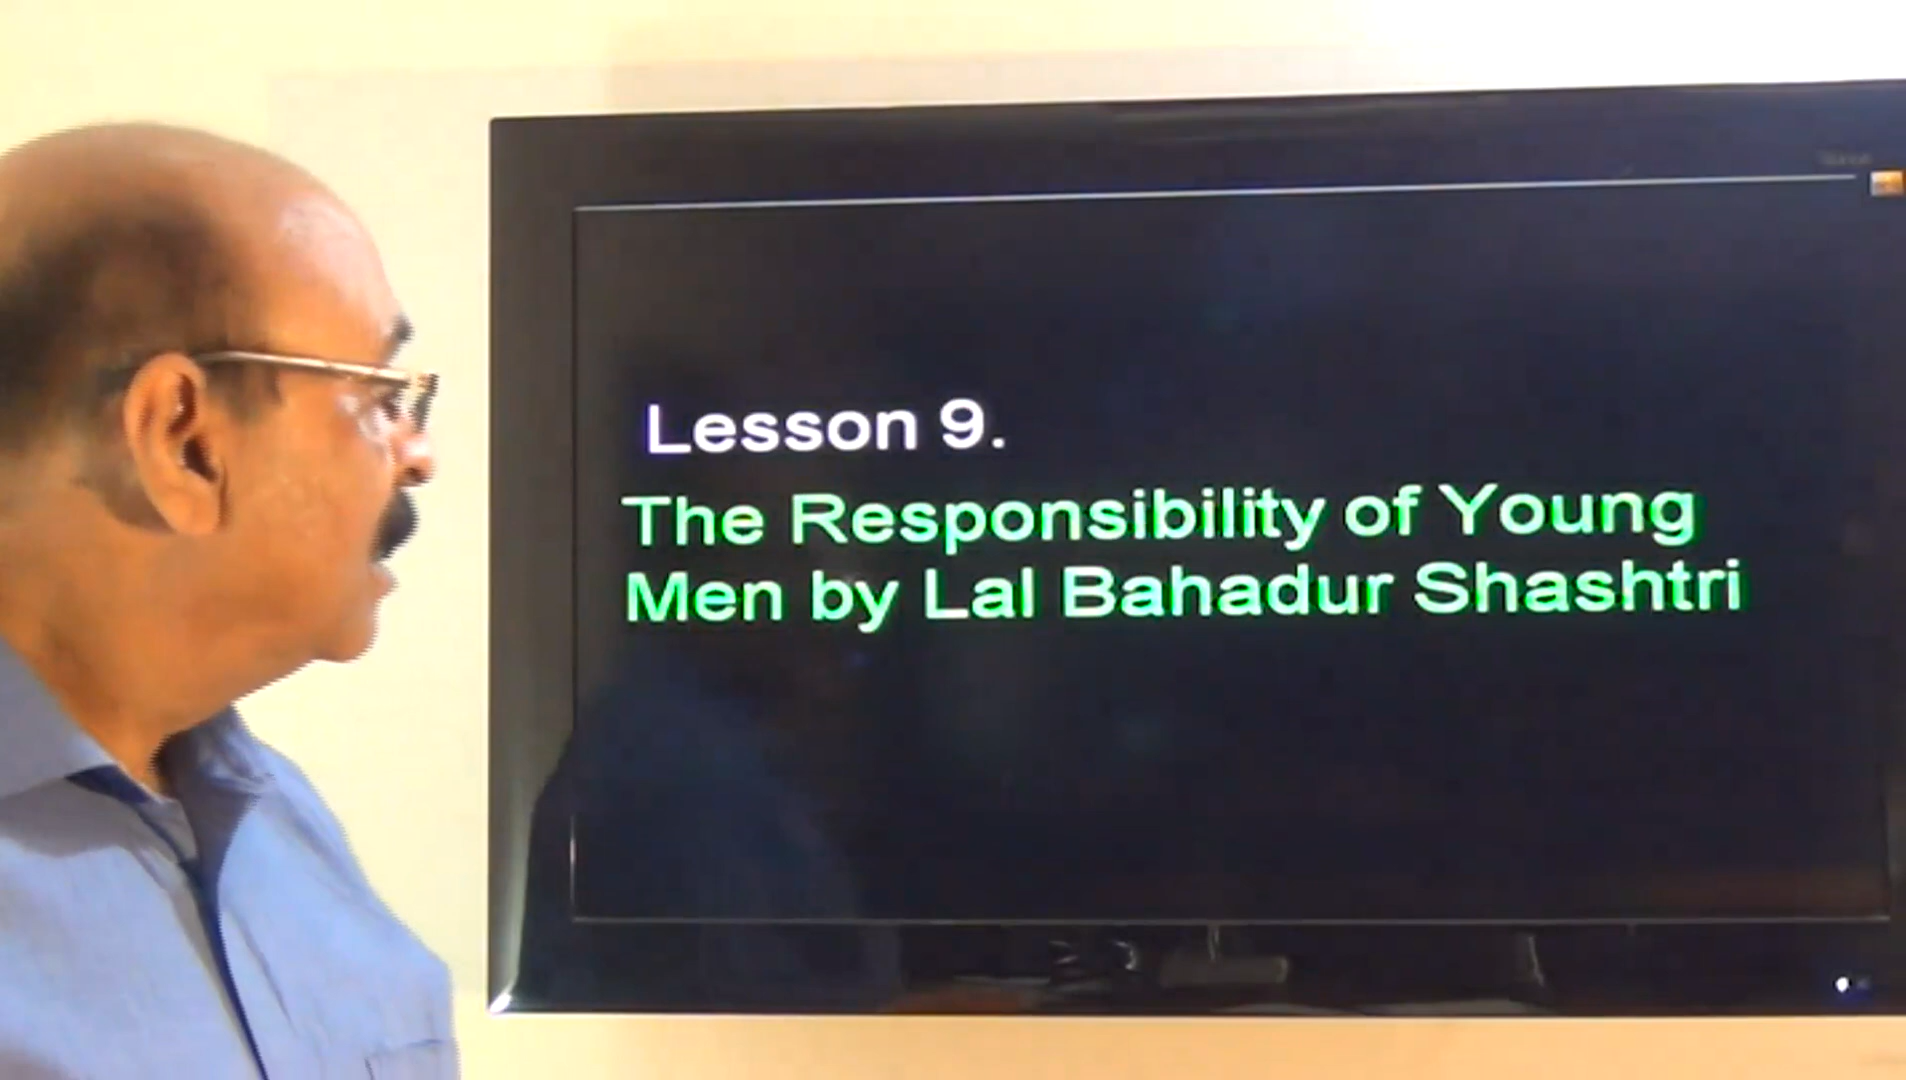 Lesson 9.
The Responsibility of Young
Men by Lal Bahadur Shashtri